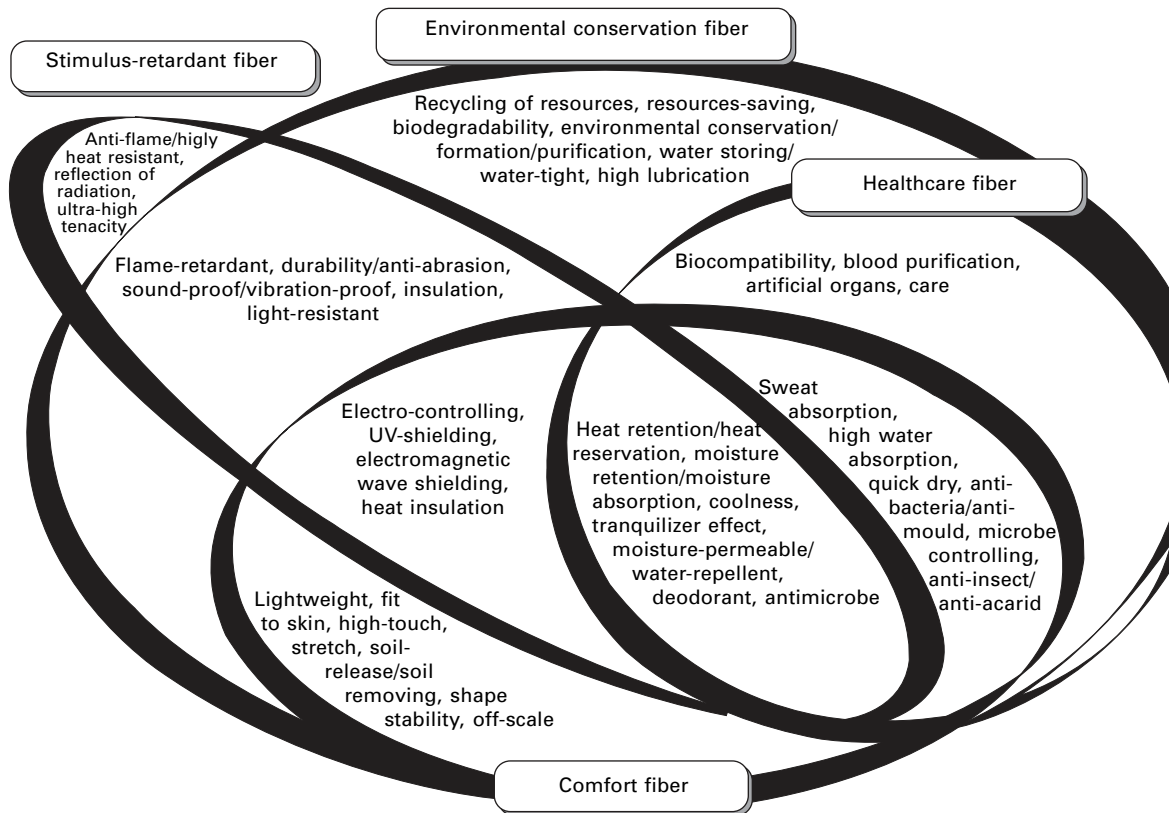 Environmental conservation fiber
Stimulus-retardant fiber
Recycling of resources, resources-saving,
biodegradability, environmental conservation/
formation/purification, water storing/
water-tight, high lubrication
Anti-flame/higly
heat resistant,
reflection of
radiation,
ultra-high
tenacity
Healthcare fiber
Flame-retardant, durability/anti-abrasion,
sound-proof/vibration-proof, insulation,
light-resistant
Biocompatibility, blood purification,
artificial organs, care
Electro-controlling,
UV-shielding,
electromagnetic
wave shielding,
heat insulation
Heat retention/heat
reservation, moisture
retention/moisture
absorption, coolness,
tranquilizer effect,
moisture-permeable/
water-repellent,
deodorant, antimicrobe
Sweat
absorption,
high water
absorption,
quick dry, anti-
bacteria/anti-
mould, microbe
controlling,
anti-insect/
anti-acarid
Lightweight, fit
to skin, high-touch,
stretch, soil-
release/soil
removing, shape
stability, off-scale
Comfort fiber